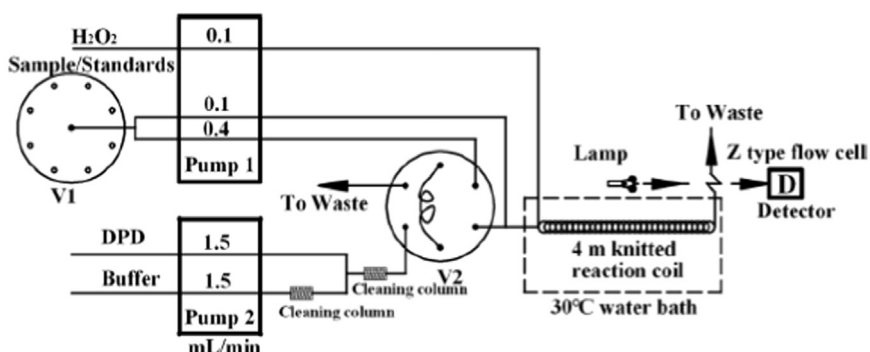 H₂O₂
0.1
Sample/Standards
0.1
0.4
Pump 1
V1
To Waste
Lamp
Z type flow cell
D
Detector
To Waste
4 m knitted
reaction coil
30℃ water bath
V2
DPD
1.5
Buffer
1.5
Cleaning column
Cleaning column
Pump 2
mL/min